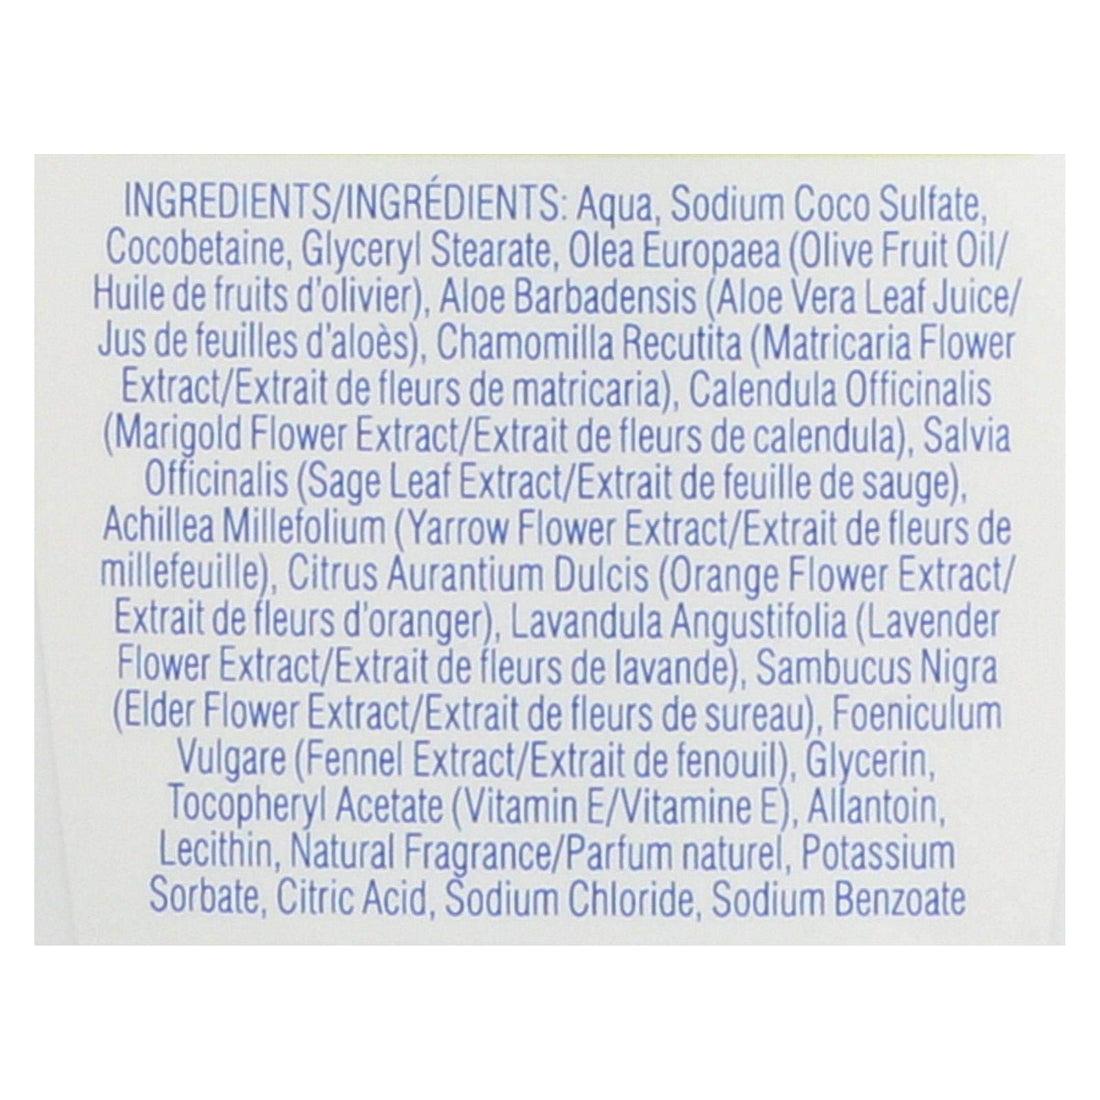 INGREDIENTS/INGRÉDIENTS: Aqua, Sodium Coco Sulfate,
Cocobetaine, Glyceryl Stearate, Olea Europaea (Olive Fruit Oil/
Huile de fruits d'olivier), Aloe Barbadensis (Aloe Vera Leaf Juice/
Jus de feuilles d'aloès), Chamomilla Recutita (Matricaria Flower
Extract/Extrait de fleurs de matricaria), Calendula Officinalis
(Marigold Flower Extract/Extrait de fleurs de calendula), Salvia
Officinalis (Sage Leaf Extract/Extrait de feuille de sauge),
Achillea Millefolium (Yarrow Flower Extract/Extrait de fleurs de
millefeuille), Citrus Aurantium Dulcis (Orange Flower Extract/
Extrait de fleurs d'oranger), Lavandula Angustifolia (Lavender
Flower Extract/Extrait de fleurs de lavande), Sambucus Nigra
(Elder Flower Extract/Extrait de fleurs de sureau), Foeniculum
Vulgare (Fennel Extract/Extrait de fenouil), Glycerin,
Tocopheryl Acetate (Vitamin E/Vitamine E), Allantoin,
Lecithin, Natural Fragrance/Parfum naturel, Potassium
Sorbate, Citric Acid, Sodium Chloride, Sodium Benzoate